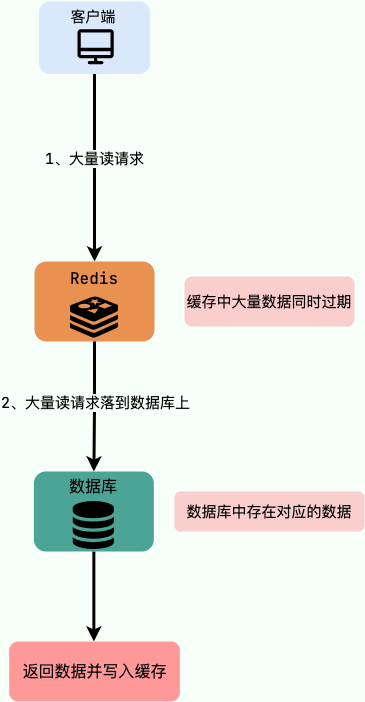 客户端
1、大量读请求
Redis
缓存中大量数据同时过期
2、大量读请求落到数据库上
数据库
数据库中存在对应的数据
返回数据并写入缓存